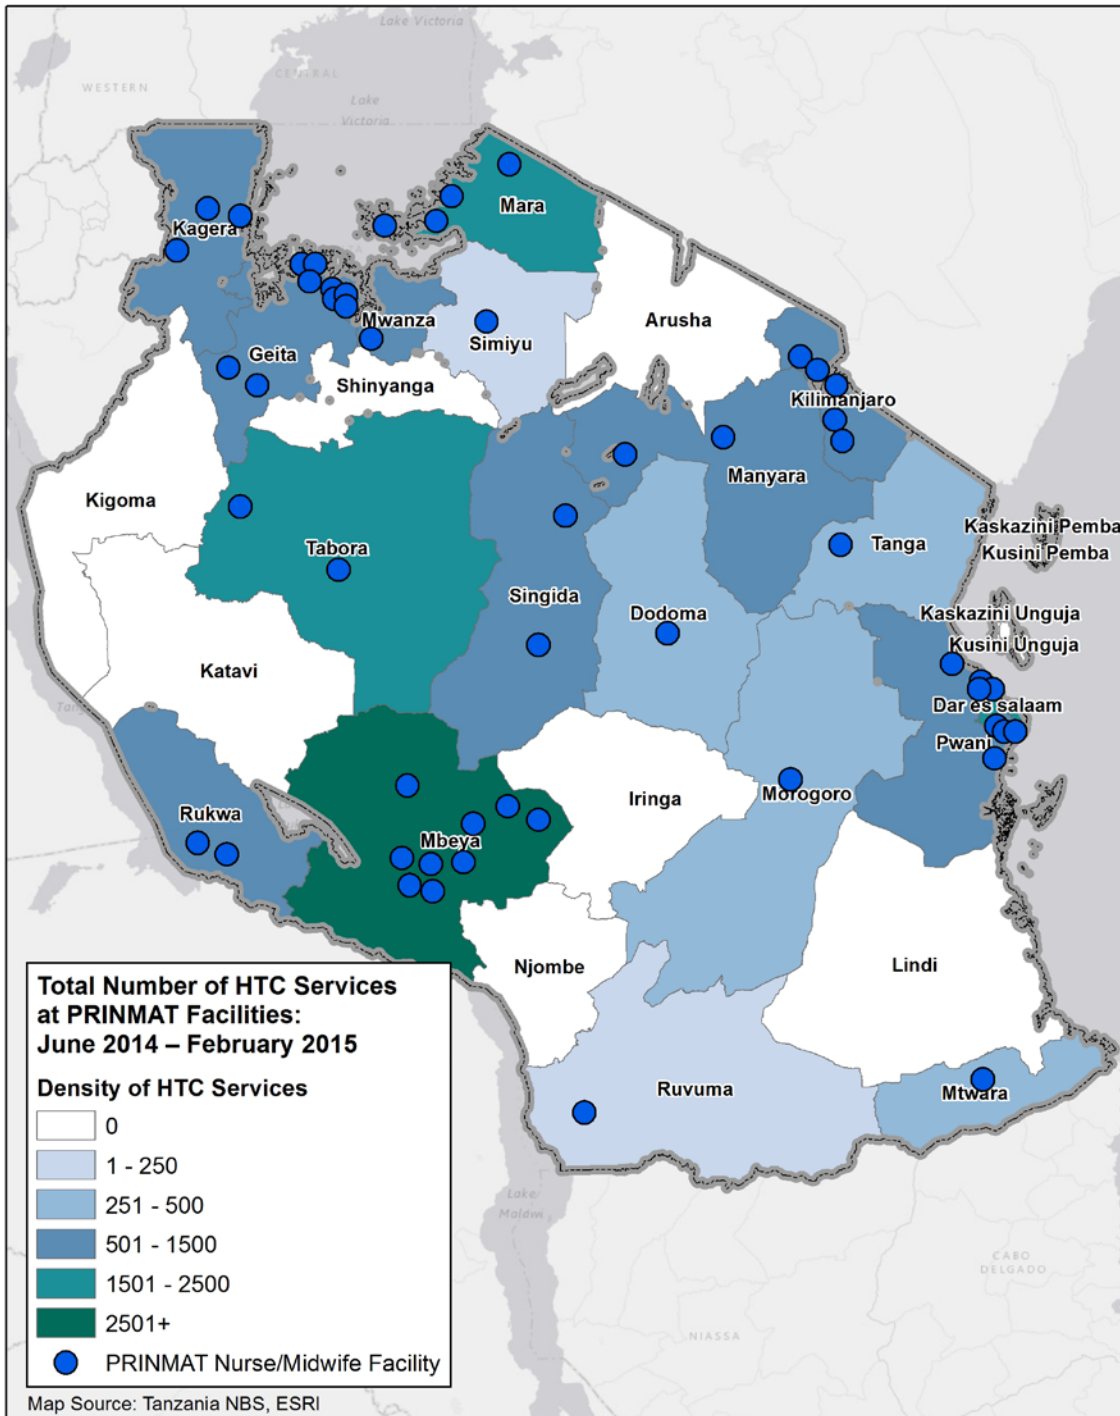 Lake Victoria
CENTRAL
WESTERN
Lake
Victoria
Mara
Kagera
Mwanza
Simiyu
Arusha
Geita
Shinyanga
Kilimanjaro
Manyara
Kigoma
Kaskazini Pemba
Tabora
Tanga
Kusini Pemba
Singida
Dodoma
Kaskazini Unguja
Kusini Unguja
Katavi
Dar es salaam
Pwani
Iringa
Morogoro
Rukwa
Mbeya
Njombe
Lindi
Ruvuma
Mtwara
Total Number of HTC Services
at PRINMAT Facilities:
June 2014 – February 2015
Density of HTC Services
0
1 - 250
251 - 500
501 - 1500
1501 - 2500
2501+
PRINMAT Nurse/Midwife Facility
Lake
Malawi
CABO
DELGADO
NIASSA
Map Source: Tanzania NBS, ESRI